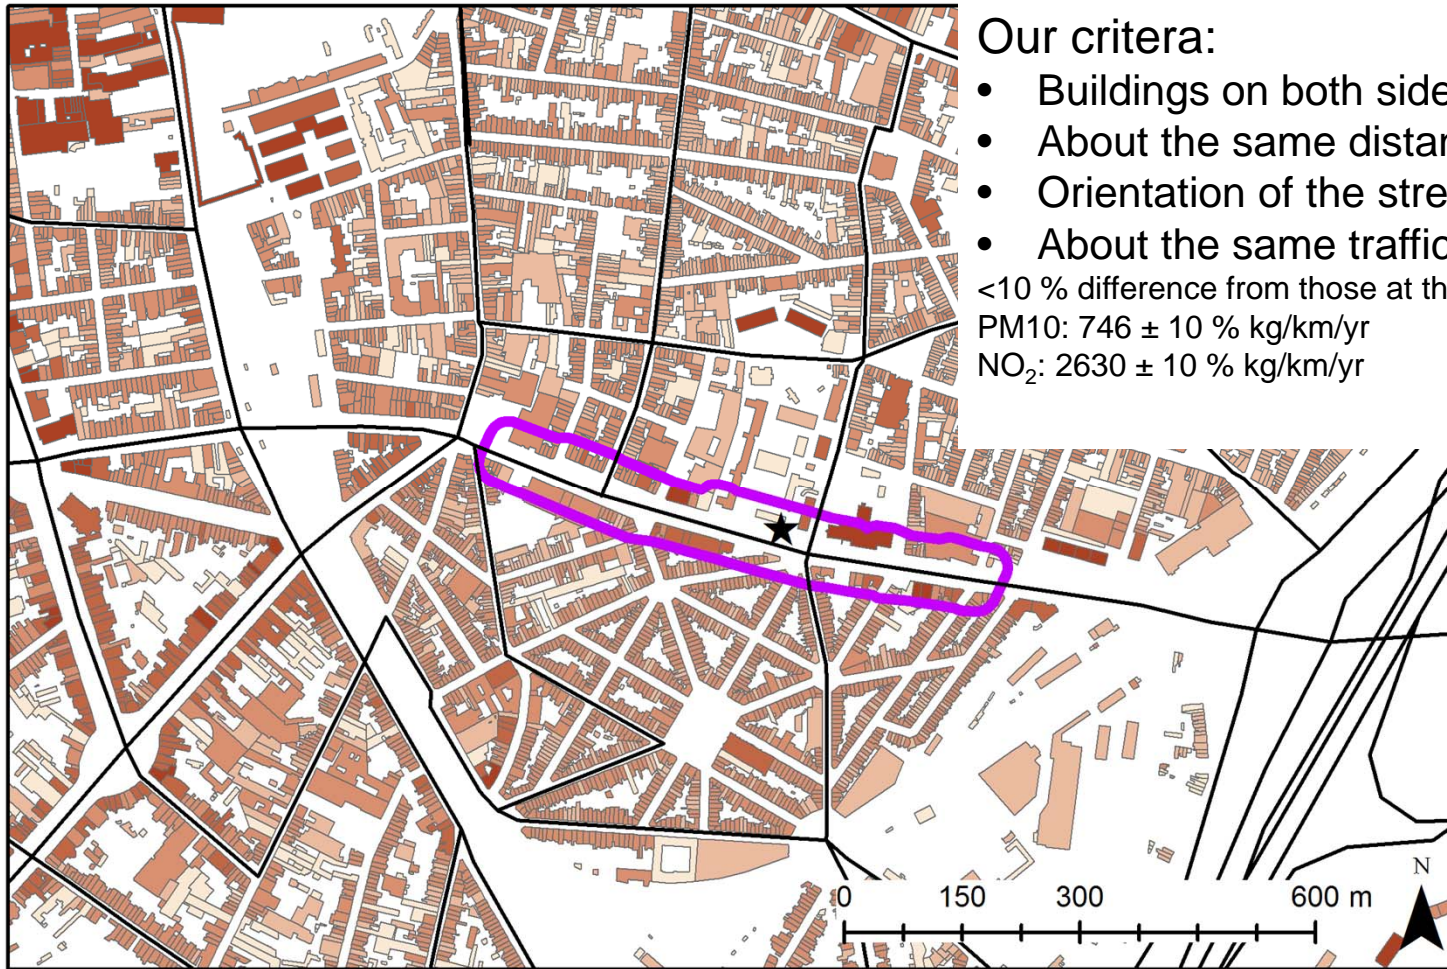 Our critera:
• Buildings on both side
• About the same distan
• Orientation of the stre
• About the same traffic
<10 % difference from those at th
PM10: 746 ± 10 % kg/km/yr
NO₂: 2630 ± 10 % kg/km/yr
N
0 150 300 600 m